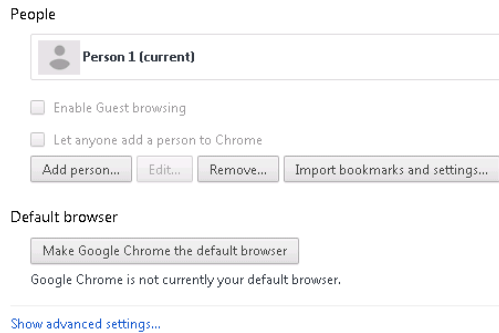 People
Person 1 (current)
Enable Guest browsing
Let anyone add a person to Chrome
Add person... Edit... Remove... Import bookmarks and settings...
Default browser
Make Google Chrome the default browser
Google Chrome is not currently your default browser.
Show advanced settings...